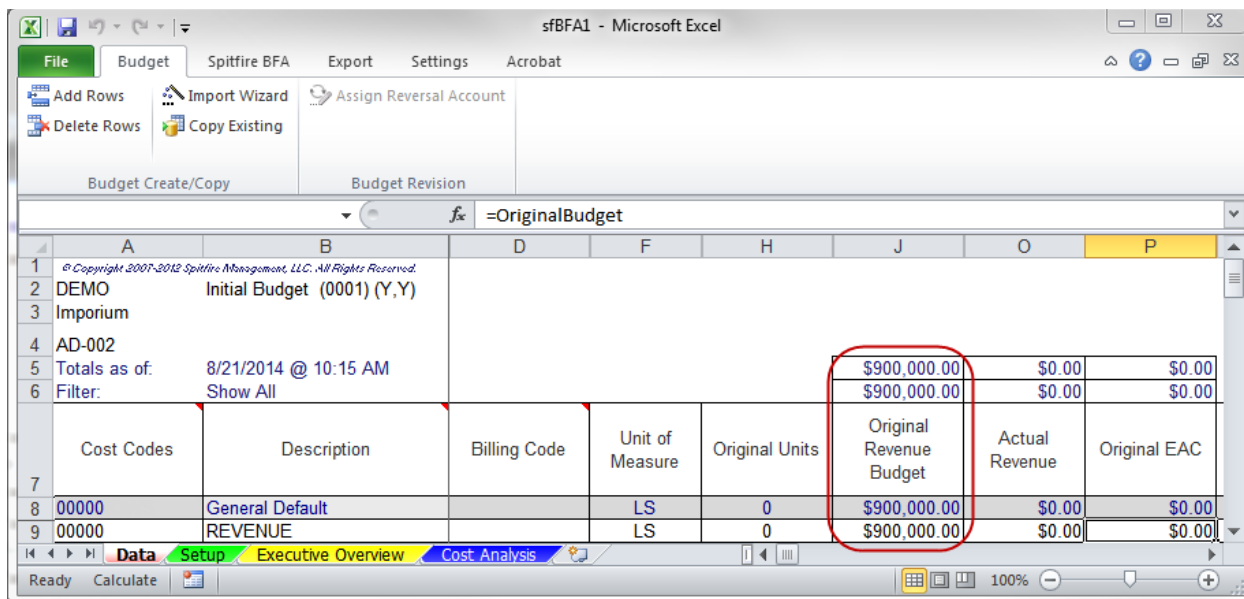 sfBFA1 - Microsoft Excel
File Budget Spitfire BFA Export Settings Acrobat
Add Rows Import Wizard Assign Reversal Account
Delete Rows Copy Existing
Budget Create/Copy Budget Revision
fx =OriginalBudget
A B D F H J O P
1 © Copyright 2007-2012 Spitfire Management, LLC. All Rights Reserved.
2 DEMO Initial Budget (0001) (Y,Y)
3 Imporium
4 AD-002
5 Totals as of: 8/21/2014 @ 10:15 AM $900,000.00 $0.00 $0.00
6 Filter: Show All $900,000.00 $0.00 $0.00
7 Cost Codes Description Billing Code Unit of Measure Original Units Original Revenue Budget Actual Revenue Original EAC
8 00000 General Default LS 0 $900,000.00 $0.00 $0.00
9 00000 REVENUE LS 0 $900,000.00 $0.00 $0.00
Data Setup Executive Overview Cost Analysis
Ready Calculate 100%